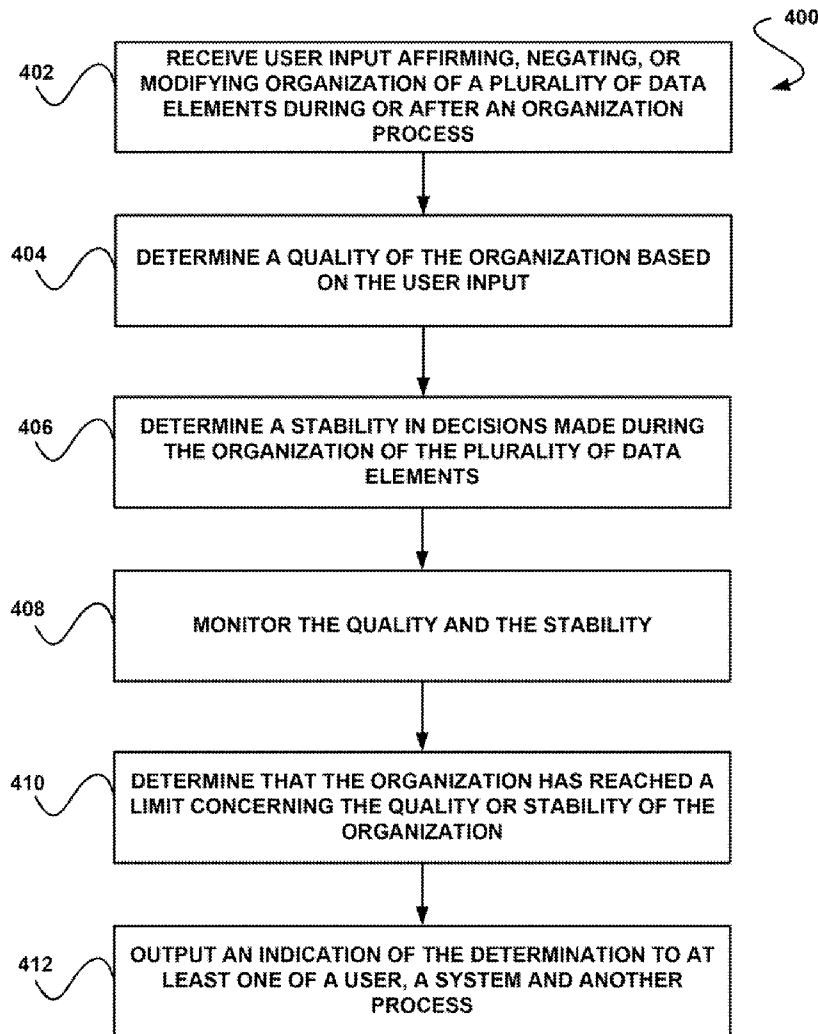 400
402
RECEIVE USER INPUT AFFIRMING, NEGATING, OR
MODIFYING ORGANIZATION OF A PLURALITY OF DATA
ELEMENTS DURING OR AFTER AN ORGANIZATION
PROCESS
404
DETERMINE A QUALITY OF THE ORGANIZATION BASED
ON THE USER INPUT
406
DETERMINE A STABILITY IN DECISIONS MADE DURING
THE ORGANIZATION OF THE PLURALITY OF DATA
ELEMENTS
408
MONITOR THE QUALITY AND THE STABILITY
410
DETERMINE THAT THE ORGANIZATION HAS REACHED A
LIMIT CONCERNING THE QUALITY OR STABILITY OF THE
ORGANIZATION
412
OUTPUT AN INDICATION OF THE DETERMINATION TO AT
LEAST ONE OF A USER, A SYSTEM AND ANOTHER
PROCESS